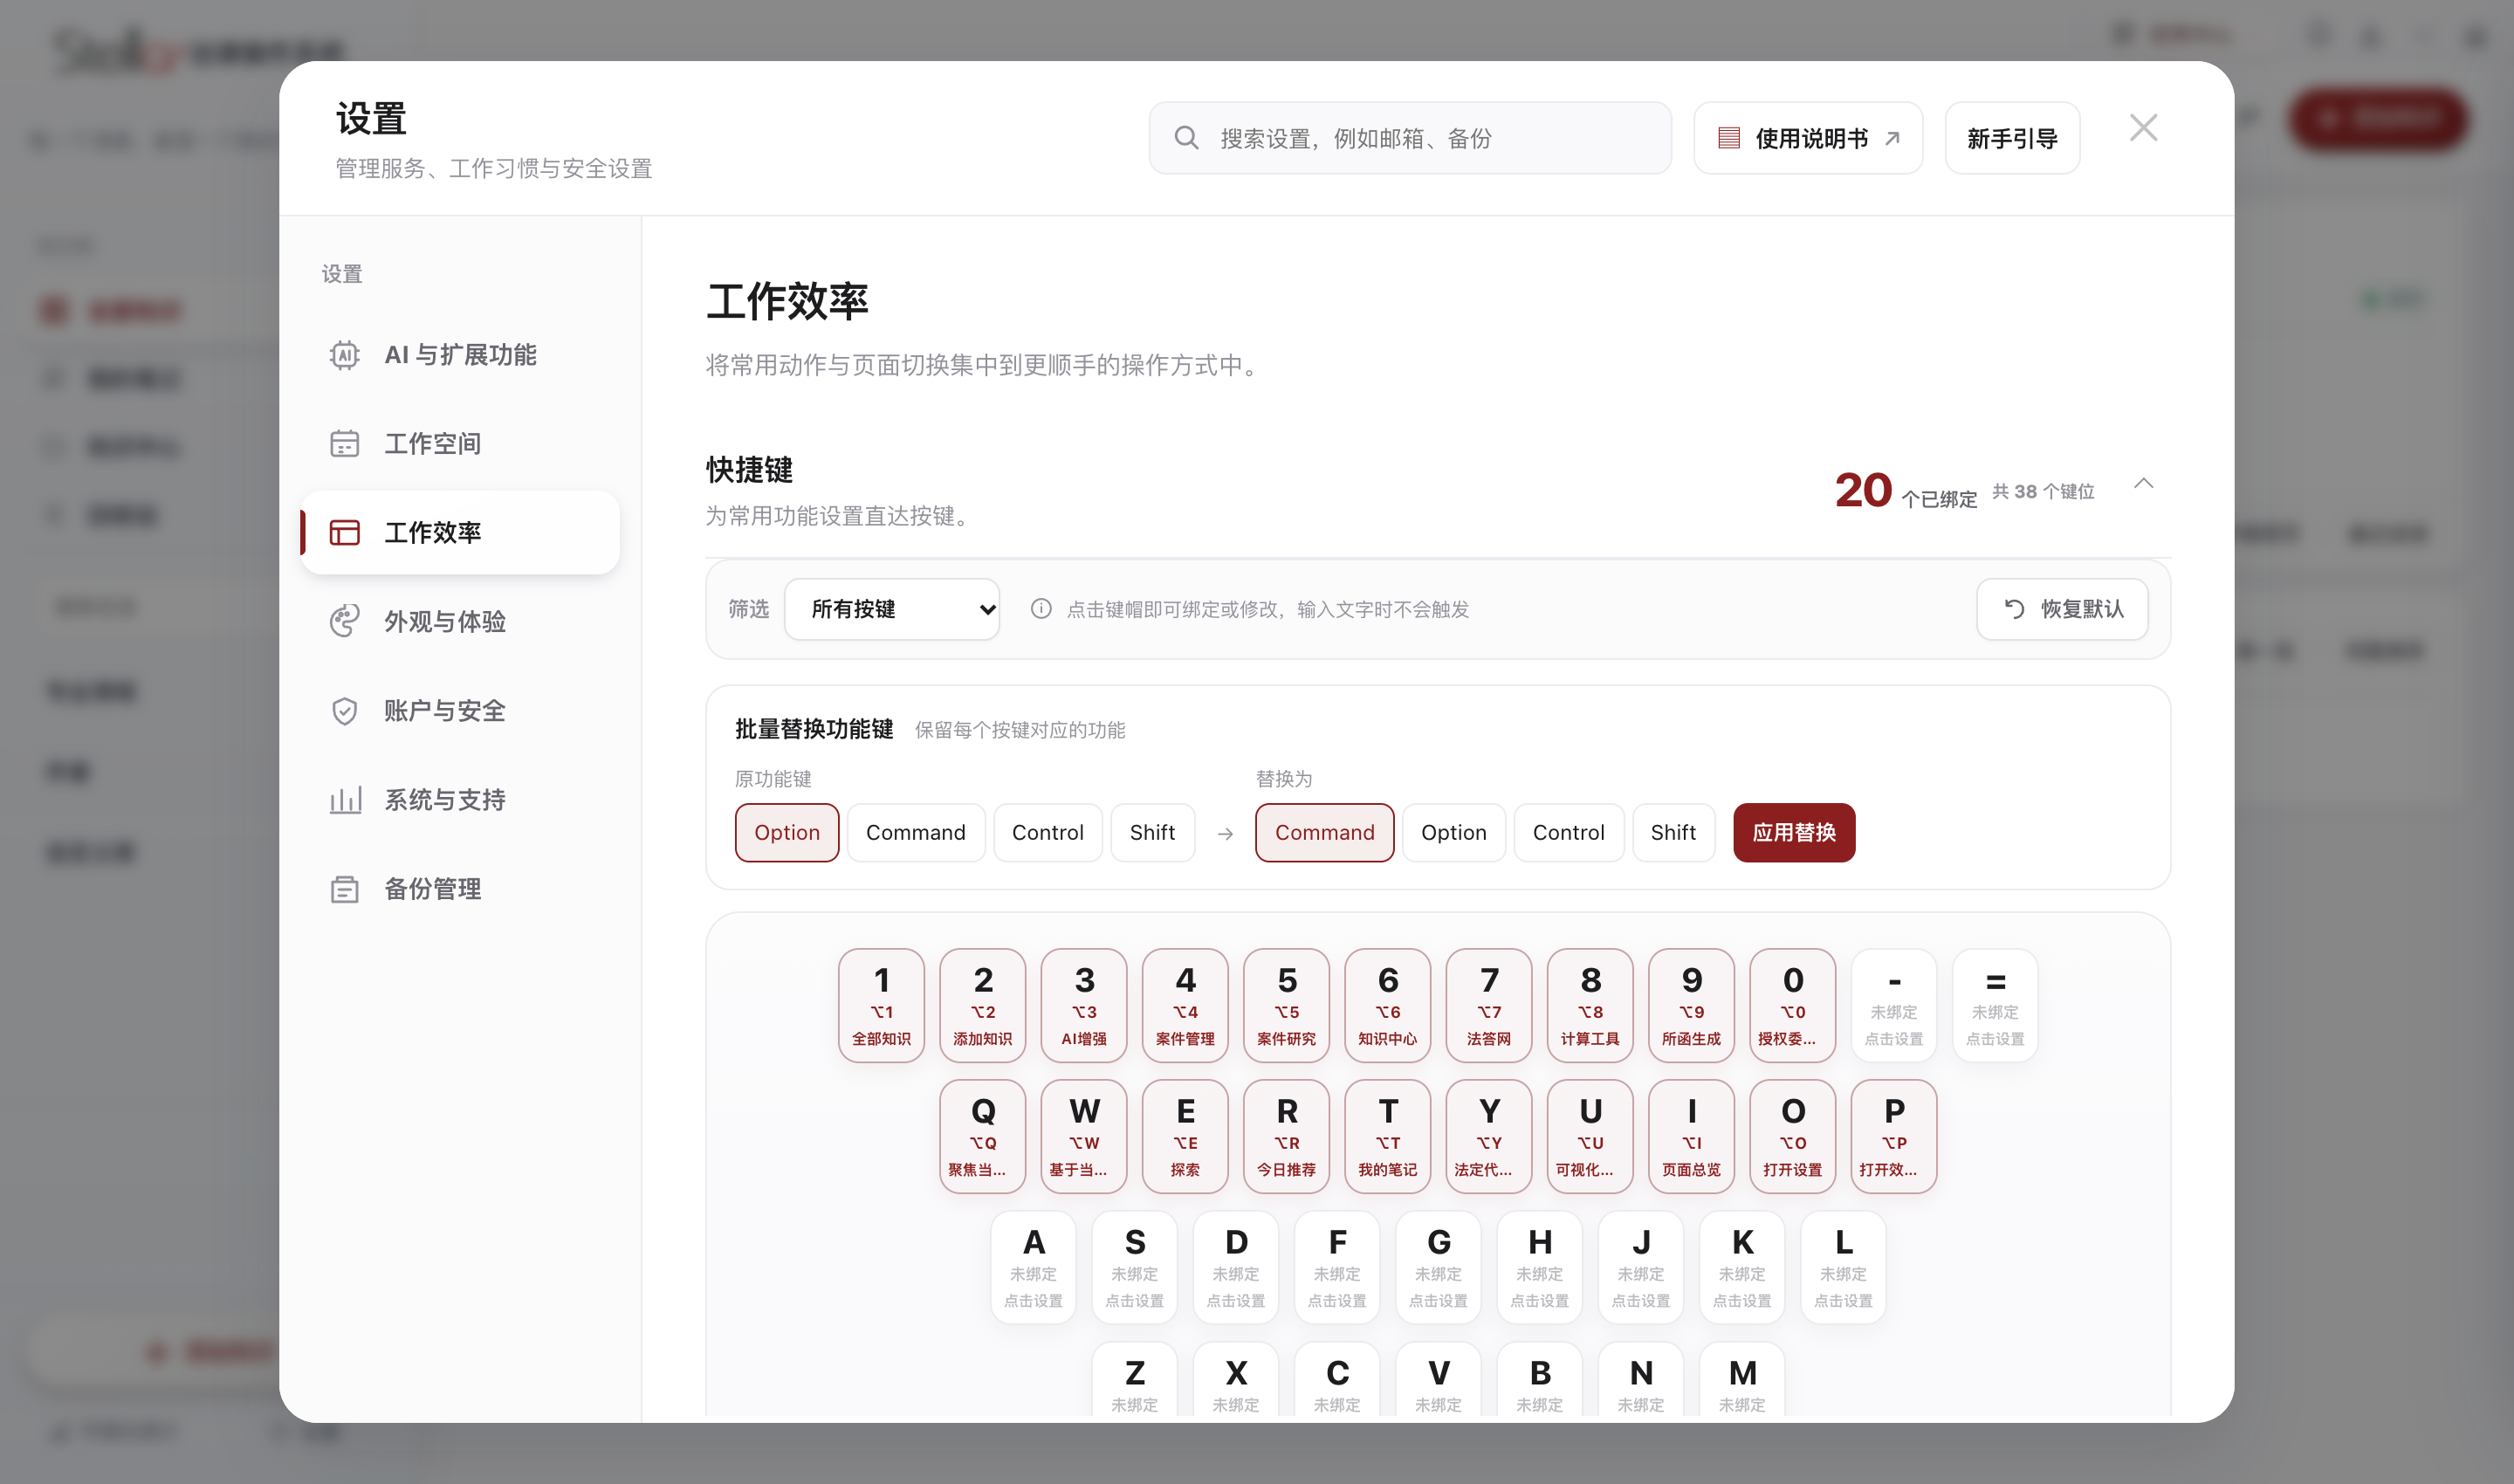 设置
管理服务、工作习惯与安全设置
搜索设置，例如邮箱、备份
使用说明书
新手引导
设置
AI 与扩展功能
工作空间
工作效率
外观与体验
账户与安全
系统与支持
备份管理
工作效率
将常用动作与页面切换集中到更顺手的操作方式中。
快捷键
为常用功能设置直达按键。
20 个已绑定 共 38 个键位
筛选 所有按键 点击键帽即可绑定或修改，输入文字时不会触发 恢复默认
批量替换功能键 保留每个按键对应的功能
原功能键 替换为
Option Command Control Shift → Command Option Control Shift 应用替换
1 2 3 4 5 6 7 8 9 0 - =
⌥1 ⌥2 ⌥3 ⌥4 ⌥5 ⌥6 ⌥7 ⌥8 ⌥9 ⌥0 未绑定 未绑定
全部知识 添加知识 AI增强 案件管理 案件研究 知识中心 法答网 计算工具 所函生成 授权委... 点击设置 点击设置
Q W E R T Y U I O P
⌥Q ⌥W ⌥E ⌥R ⌥T ⌥Y ⌥U ⌥I ⌥O ⌥P
聚焦当... 基于当... 探索 今日推荐 我的笔记 法定代... 可视化... 页面总览 打开设置 打开效...
A S D F G H J K L
未绑定 未绑定 未绑定 未绑定 未绑定 未绑定 未绑定 未绑定 未绑定
点击设置 点击设置 点击设置 点击设置 点击设置 点击设置 点击设置 点击设置 点击设置
Z X C V B N M
未绑定 未绑定 未绑定 未绑定 未绑定 未绑定 未绑定